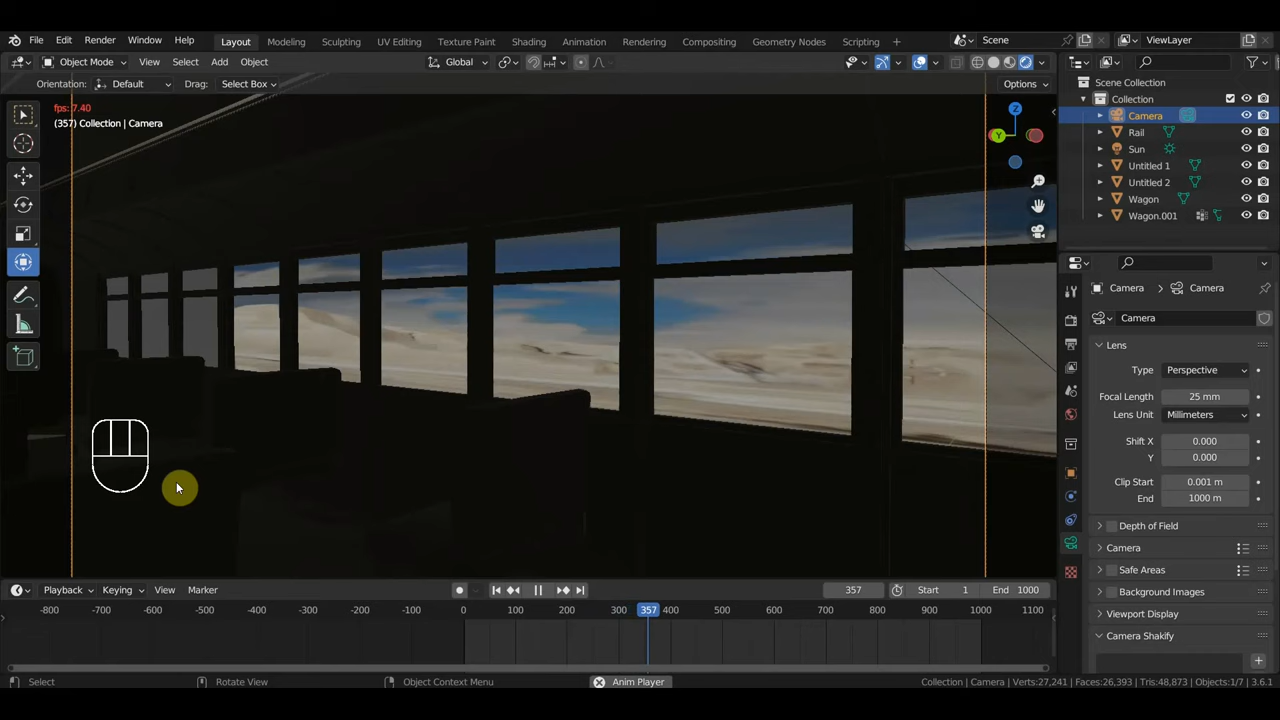 File Edit Render Window Help Layout Modeling Sculpting UV Editing Texture Paint Shading Animation Rendering Compositing Geometry Nodes Scripting + Scene ViewLayer
Object Mode View Select Add Object Global
Orientation: Default Drag: Select Box Options
fps: 7.40
(357) Collection | Camera
Z
Y
Scene Collection
Collection
Camera
Rail
Sun
Untitled 1
Untitled 2
Wagon
Wagon.001
Camera > Camera
Camera
Lens
Type Perspective
Focal Length 25 mm
Lens Unit Millimeters
Shift X 0.000
Y 0.000
Clip Start 0.001 m
End 1000 m
Depth of Field
Camera
Safe Areas
Background Images
Viewport Display
Camera Shakify
Playback Keying View Marker 357 Start 1 End 1000
-800 -700 -600 -500 -400 -300 -200 -100 0 100 200 300 357 400 500 600 700 800 900 1000 1100
Select Rotate View Object Context Menu Anim Player Collection | Camera | Verts:27,241 | Faces:26,393 | Tris:48,873 | Objects:1/7 | 3.6.1